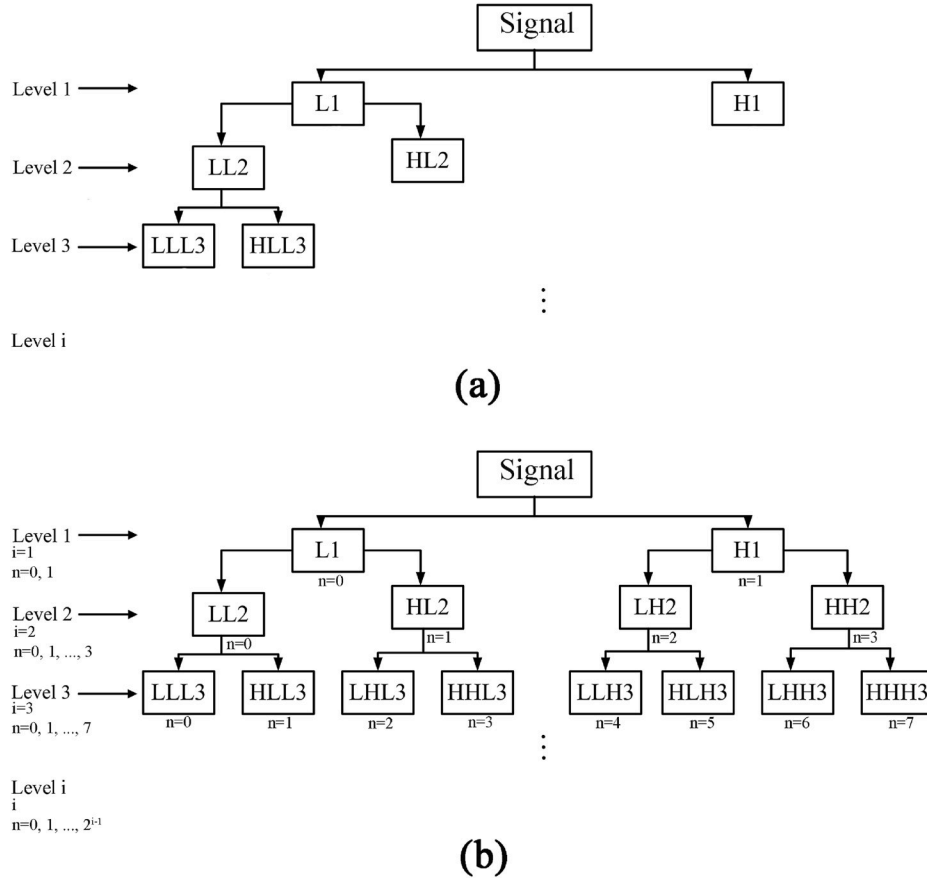 Signal
Level 1
L1
H1
Level 2
LL2
HL2
Level 3
LLL3
HLL3
⋮
Level i
(a)
Signal
Level 1
i=1
n=0, 1
L1
n=0
H1
n=1
Level 2
i=2
n=0, 1, ..., 3
LL2
n=0
HL2
n=1
LH2
n=2
HH2
n=3
Level 3
i=3
n=0, 1, ..., 7
LLL3
n=0
HLL3
n=1
LHL3
n=2
HHL3
n=3
LLH3
n=4
HLH3
n=5
LHH3
n=6
HHH3
n=7
⋮
Level i
i
n=0, 1, ..., 2^{i-1}
(b)